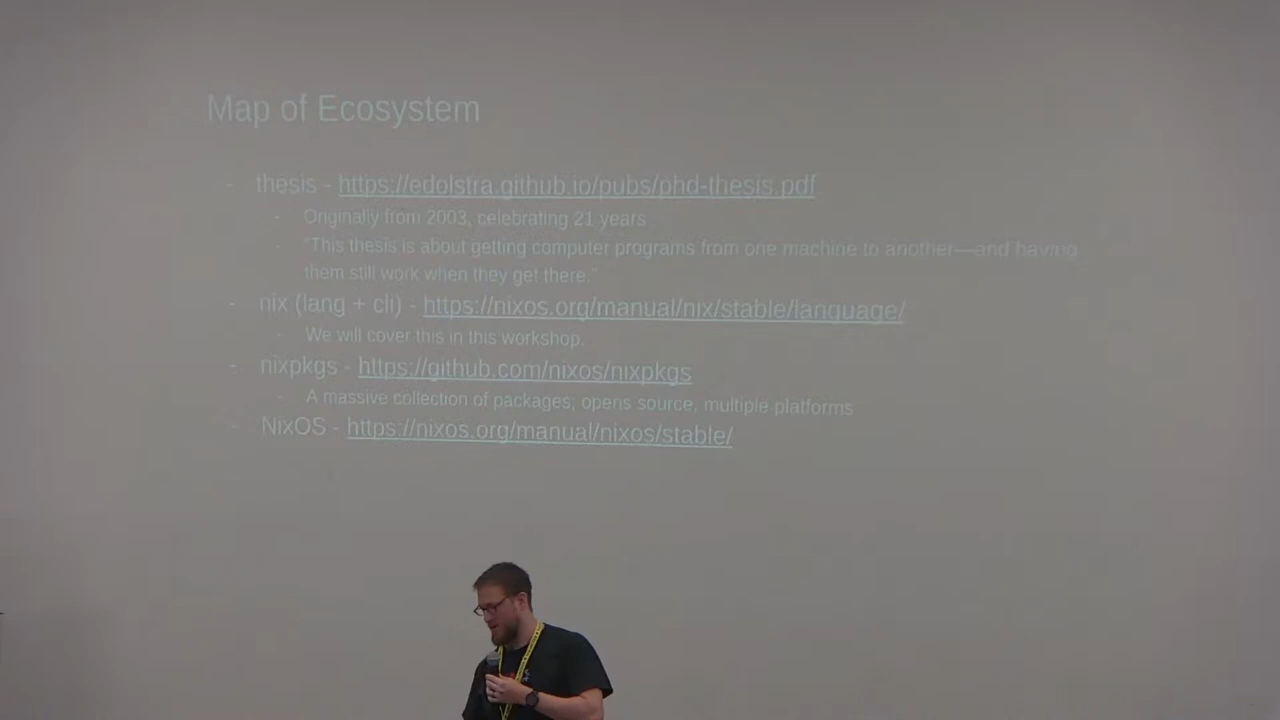 Map of Ecosystem
- thesis - https://edolstra.github.io/pubs/phd-thesis.pdf
- Originally from 2003, celebrating 21 years
- "This thesis is about getting computer programs from one machine to another—and having
them still work when they get there."
- nix (lang + cli) - https://nixos.org/manual/nix/stable/language/
- We will cover this in this workshop.
- nixpkgs - https://github.com/nixos/nixpkgs
- A massive collection of packages; opens source, multiple platforms
- NixOS - https://nixos.org/manual/nixos/stable/